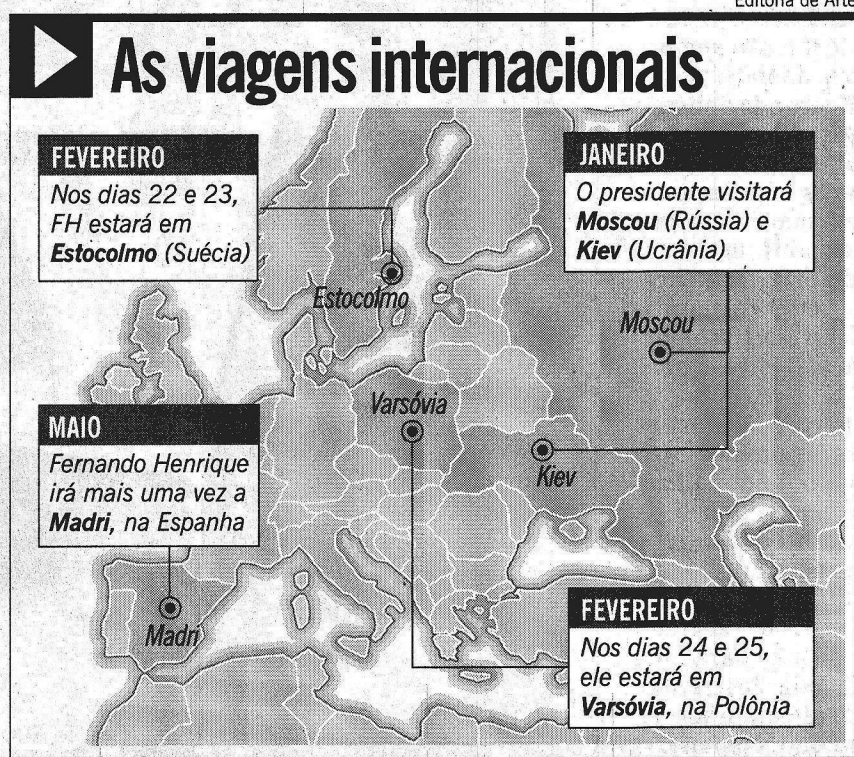 Editoria de Arte
As viagens internacionais
FEVEREIRO
Nos dias 22 e 23,
FH estará em
Estocolmo (Suécia)
JANEIRO
O presidente visitará
Moscou (Rússia) e
Kiev (Ucrânia)
Estocolmo
Moscou
Varsóvia
Kiev
MAIO
Fernando Henrique
irá mais uma vez a
Madri, na Espanha
Madri
FEVEREIRO
Nos dias 24 e 25,
ele estará em
Varsóvia, na Polônia